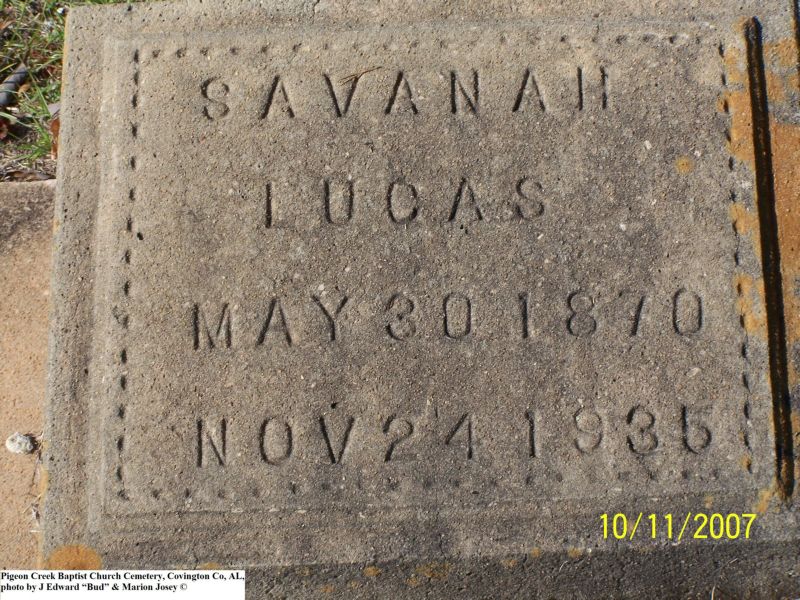 SAVANAH
LUCAS
MAY 30 1870
NOV 24 1935
10/11/2007
Pigeon Creek Baptist Church Cemetery, Covington Co, AL,
photo by J Edward “Bud” & Marion Josey ©